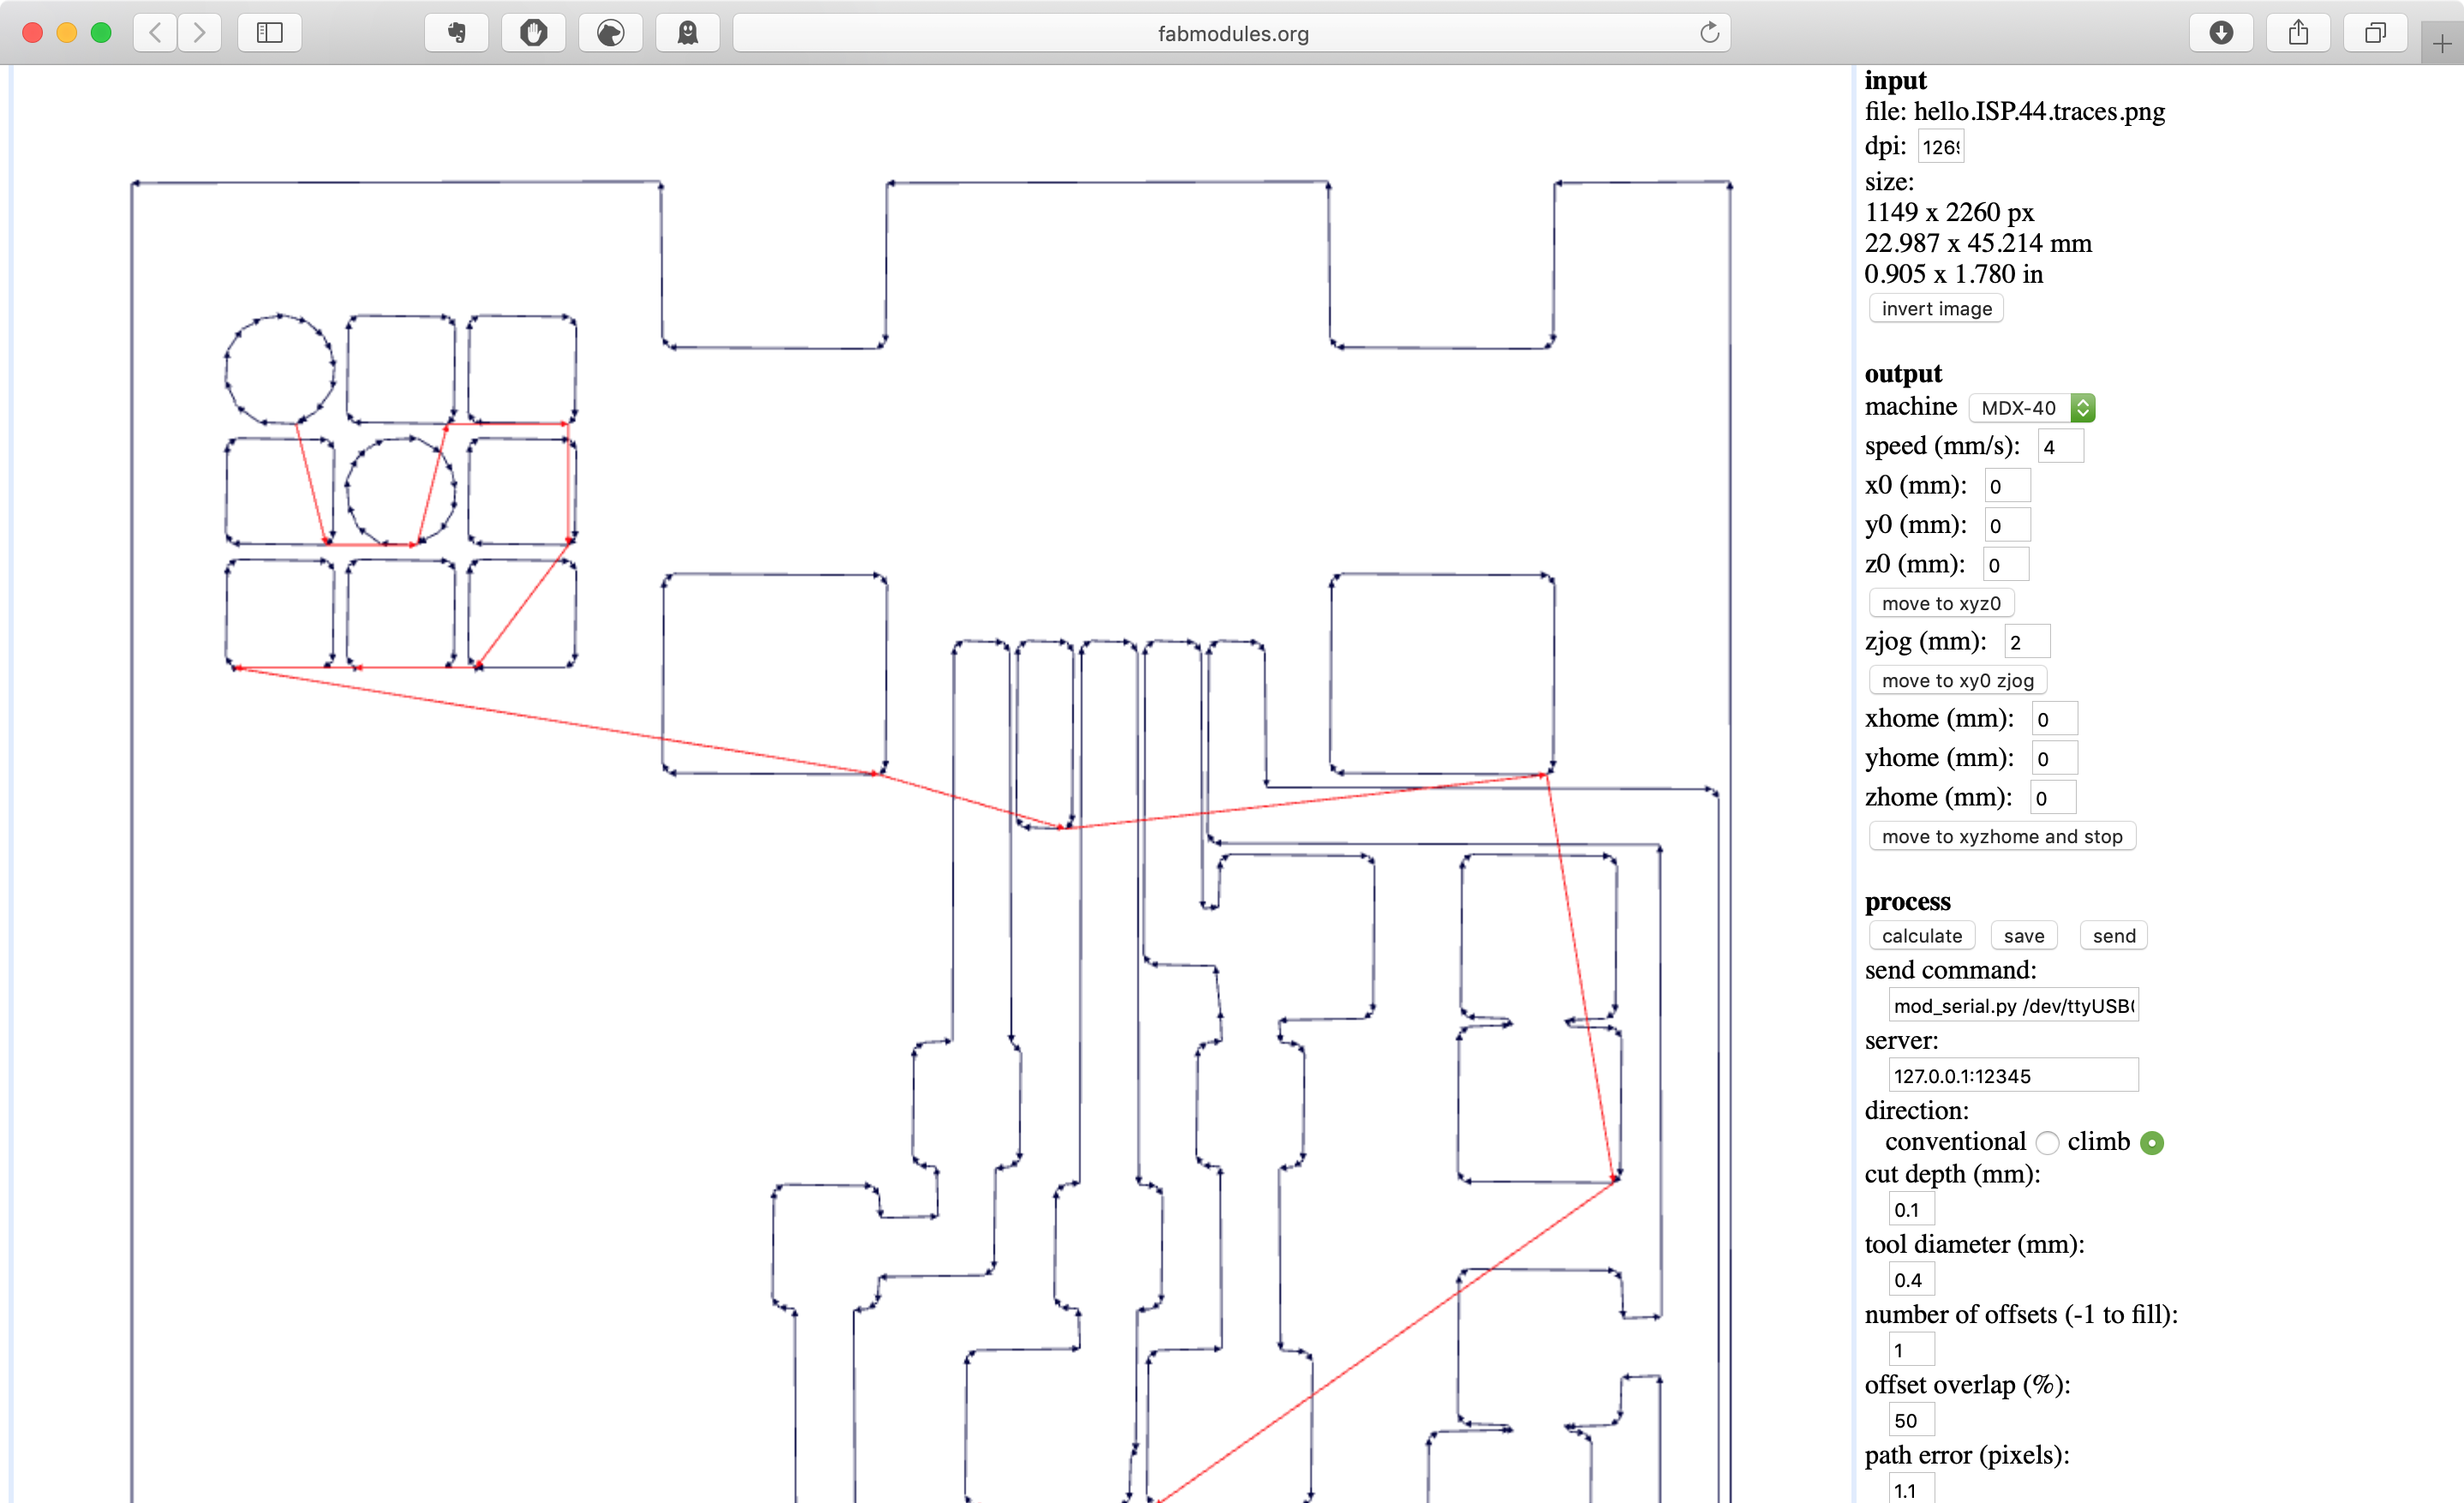 fabmodules.org
input
file: hello.ISP.44.traces.png
dpi: 126
size:
1149 x 2260 px
22.987 x 45.214 mm
0.905 x 1.780 in
invert image
output
machine MDX-40
speed (mm/s): 4
x0 (mm): 0
y0 (mm): 0
z0 (mm): 0
move to xyz0
zjog (mm): 2
move to xy0 zjog
xhome (mm): 0
yhome (mm): 0
zhome (mm): 0
move to xyzhome and stop
process
calculate save send
send command:
mod_serial.py /dev/ttyUSB
server:
127.0.0.1:12345
direction:
conventional climb
cut depth (mm):
0.1
tool diameter (mm):
0.4
number of offsets (-1 to fill):
1
offset overlap (%):
50
path error (pixels):
1.1